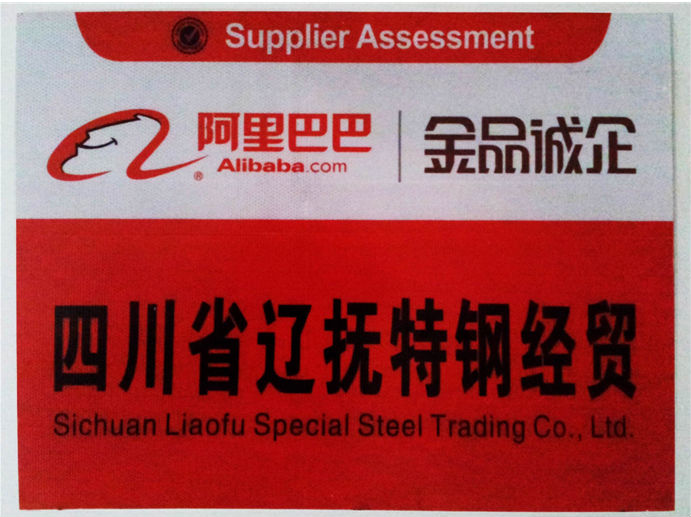 Supplier Assessment
阿里巴巴 金品诚企
Alibaba.com
四川省辽抚特钢经贸
Sichuan Liaofu Special Steel Trading Co., Ltd.